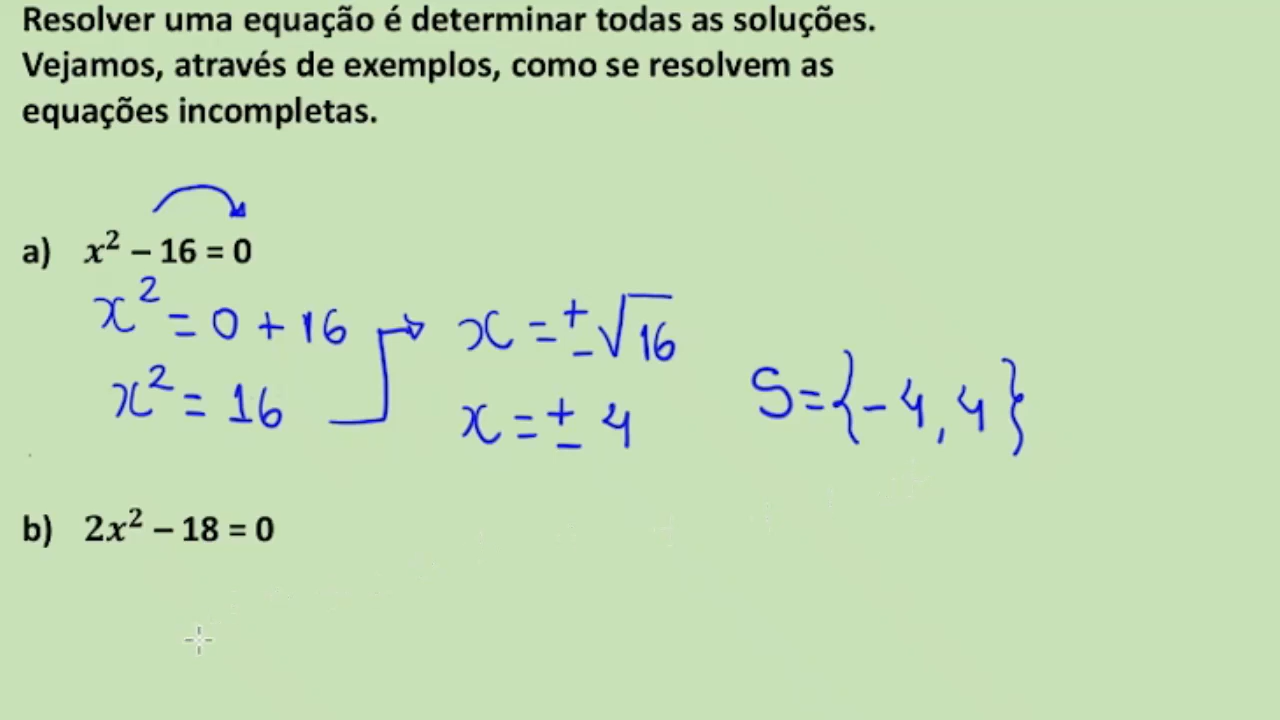 Resolver uma equação é determinar todas as soluções.
Vejamos, através de exemplos, como se resolvem as
equações incompletas.
a) x² – 16 = 0
x² = 0 + 16
x² = 16
x = ± √16
x = ± 4
S = {-4, 4}
b) 2x² – 18 = 0